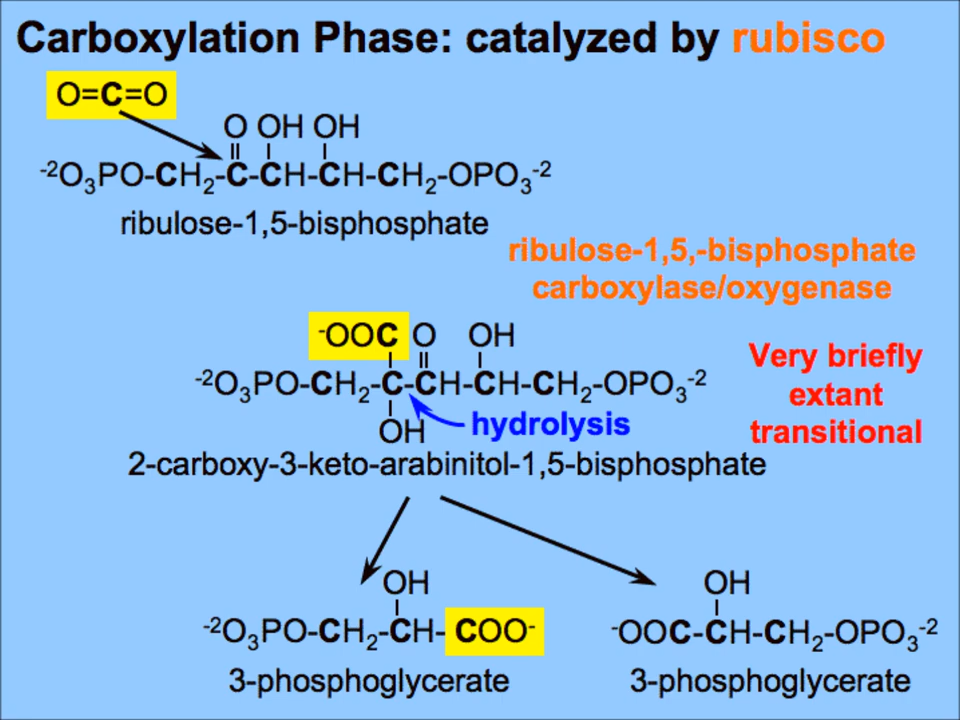 Carboxylation Phase: catalyzed by rubisco
O=C=O
O OH OH
⁻²O₃PO-CH₂-C-CH-CH-CH₂-OPO₃⁻²
ribulose-1,5-bisphosphate
ribulose-1,5,-bisphosphate
carboxylase/oxygenase
⁻OOC O OH
⁻²O₃PO-CH₂-C-CH-CH-CH₂-OPO₃⁻²
OH
hydrolysis
Very briefly
extant
transitional
2-carboxy-3-keto-arabinitol-1,5-bisphosphate
OH
⁻²O₃PO-CH₂-CH- COO⁻
3-phosphoglycerate
OH
⁻OOC-CH-CH₂-OPO₃⁻²
3-phosphoglycerate